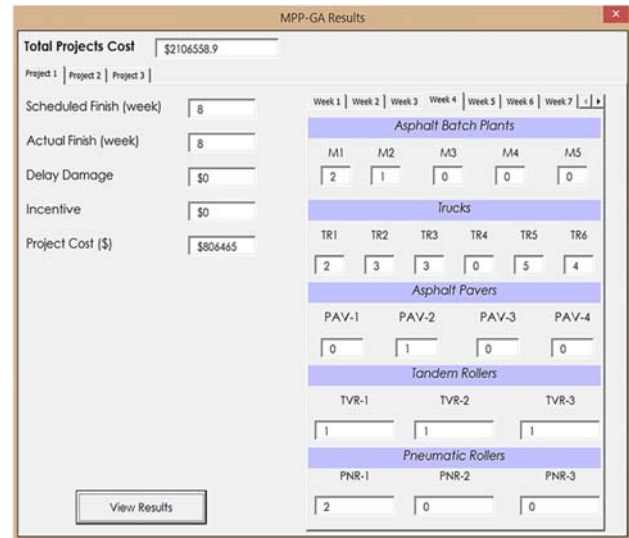 MPP-GA Results
Total Projects Cost $2106558.9
Project 1 Project 2 Project 3
Scheduled Finish (week) 8
Actual Finish (week) 8
Delay Damage $0
Incentive $0
Project Cost ($) $806465
View Results
Week 1 Week 2 Week 3 Week 4 Week 5 Week 6 Week 7
Asphalt Batch Plants
M1 M2 M3 M4 M5
2 1 0 0 0
Trucks
TR1 TR2 TR3 TR4 TR5 TR6
2 3 3 0 5 4
Asphalt Pavers
PAV-1 PAV-2 PAV-3 PAV-4
0 1 0 0
Tandem Rollers
TVR-1 TVR-2 TVR-3
1 1 1
Pneumatic Rollers
PNR-1 PNR-2 PNR-3
2 0 0